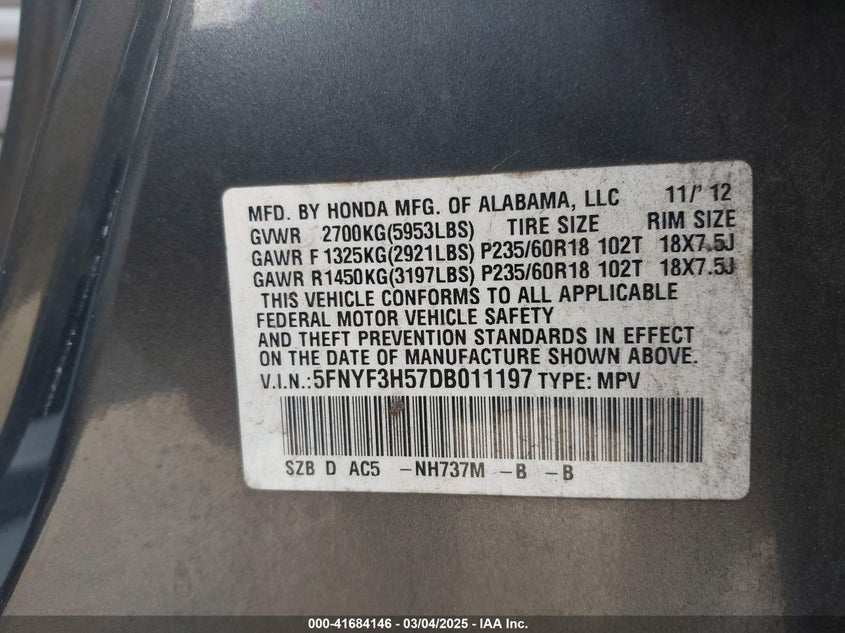 MFD. BY HONDA MFG. OF ALABAMA, LLC 11/'12
GVWR 2700KG(5953LBS) TIRE SIZE RIM SIZE
GAWR F 1325KG(2921LBS) P235/60R18 102T 18X7.5J
GAWR R1450KG(3197LBS) P235/60R18 102T 18X7.5J
THIS VEHICLE CONFORMS TO ALL APPLICABLE
FEDERAL MOTOR VEHICLE SAFETY
AND THEFT PREVENTION STANDARDS IN EFFECT
ON THE DATE OF MANUFACTURE SHOWN ABOVE.
V.I.N.:5FNYF3H57DB011197 TYPE: MPV
SZB D AC5 -NH737M -B -B
000-41684146 - 03/04/2025 - IAA Inc.